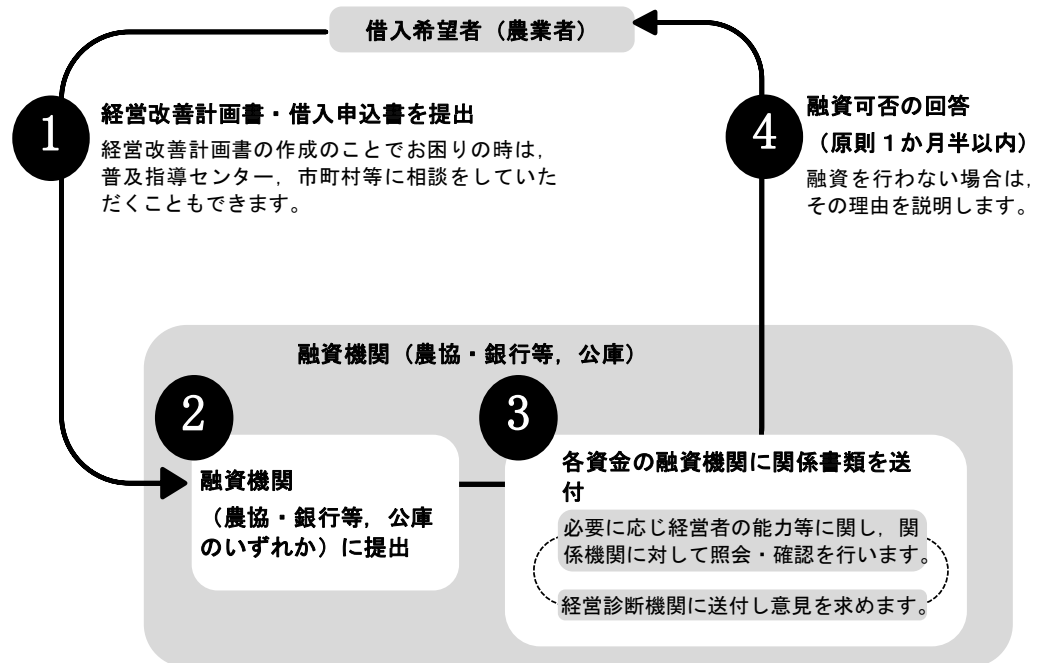 借入希望者（農業者）
1
経営改善計画書・借入申込書を提出
経営改善計画書の作成のことでお困りの時は，
普及指導センター，市町村等に相談をしていた
だくこともできます。
4
融資可否の回答
（原則１か月半以内）
融資を行わない場合は，
その理由を説明します。
融資機関（農協・銀行等，公庫）
2
融資機関
（農協・銀行等，公庫
のいずれか）に提出
3
各資金の融資機関に関係書類を送
付
必要に応じ経営者の能力等に関し，関
係機関に対して照会・確認を行います。
経営診断機関に送付し意見を求めます。